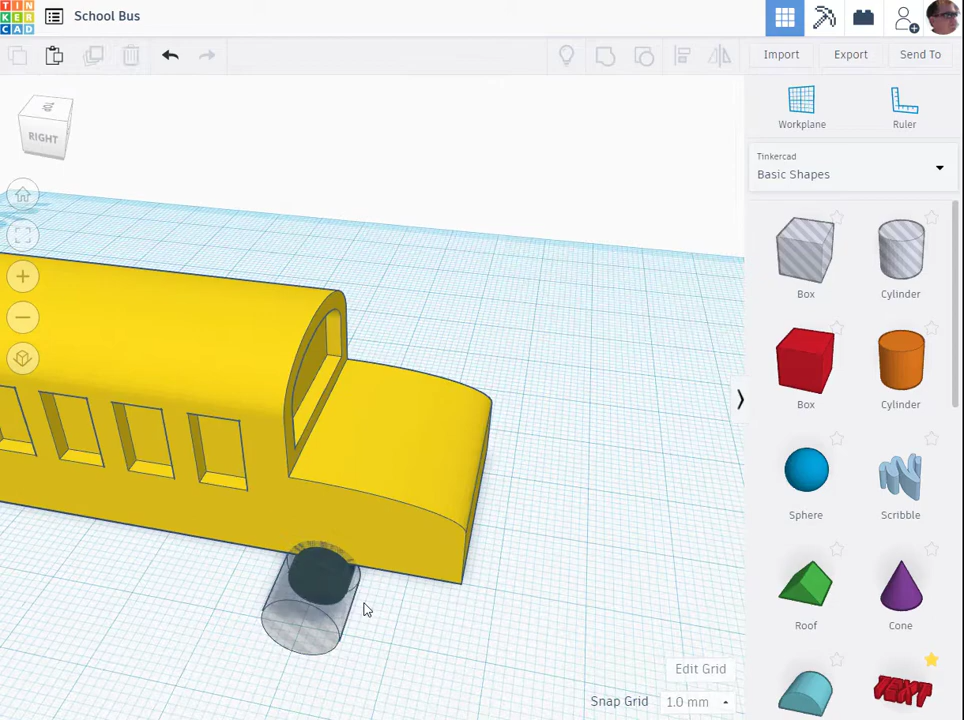 TIN
KER
CAD
School Bus
Import
Export
Send To
RIGHT
Workplane
Ruler
Tinkercad
Basic Shapes
Box
Cylinder
Box
Cylinder
Sphere
Scribble
Roof
Cone
TEXT
Edit Grid
Snap Grid
1.0 mm